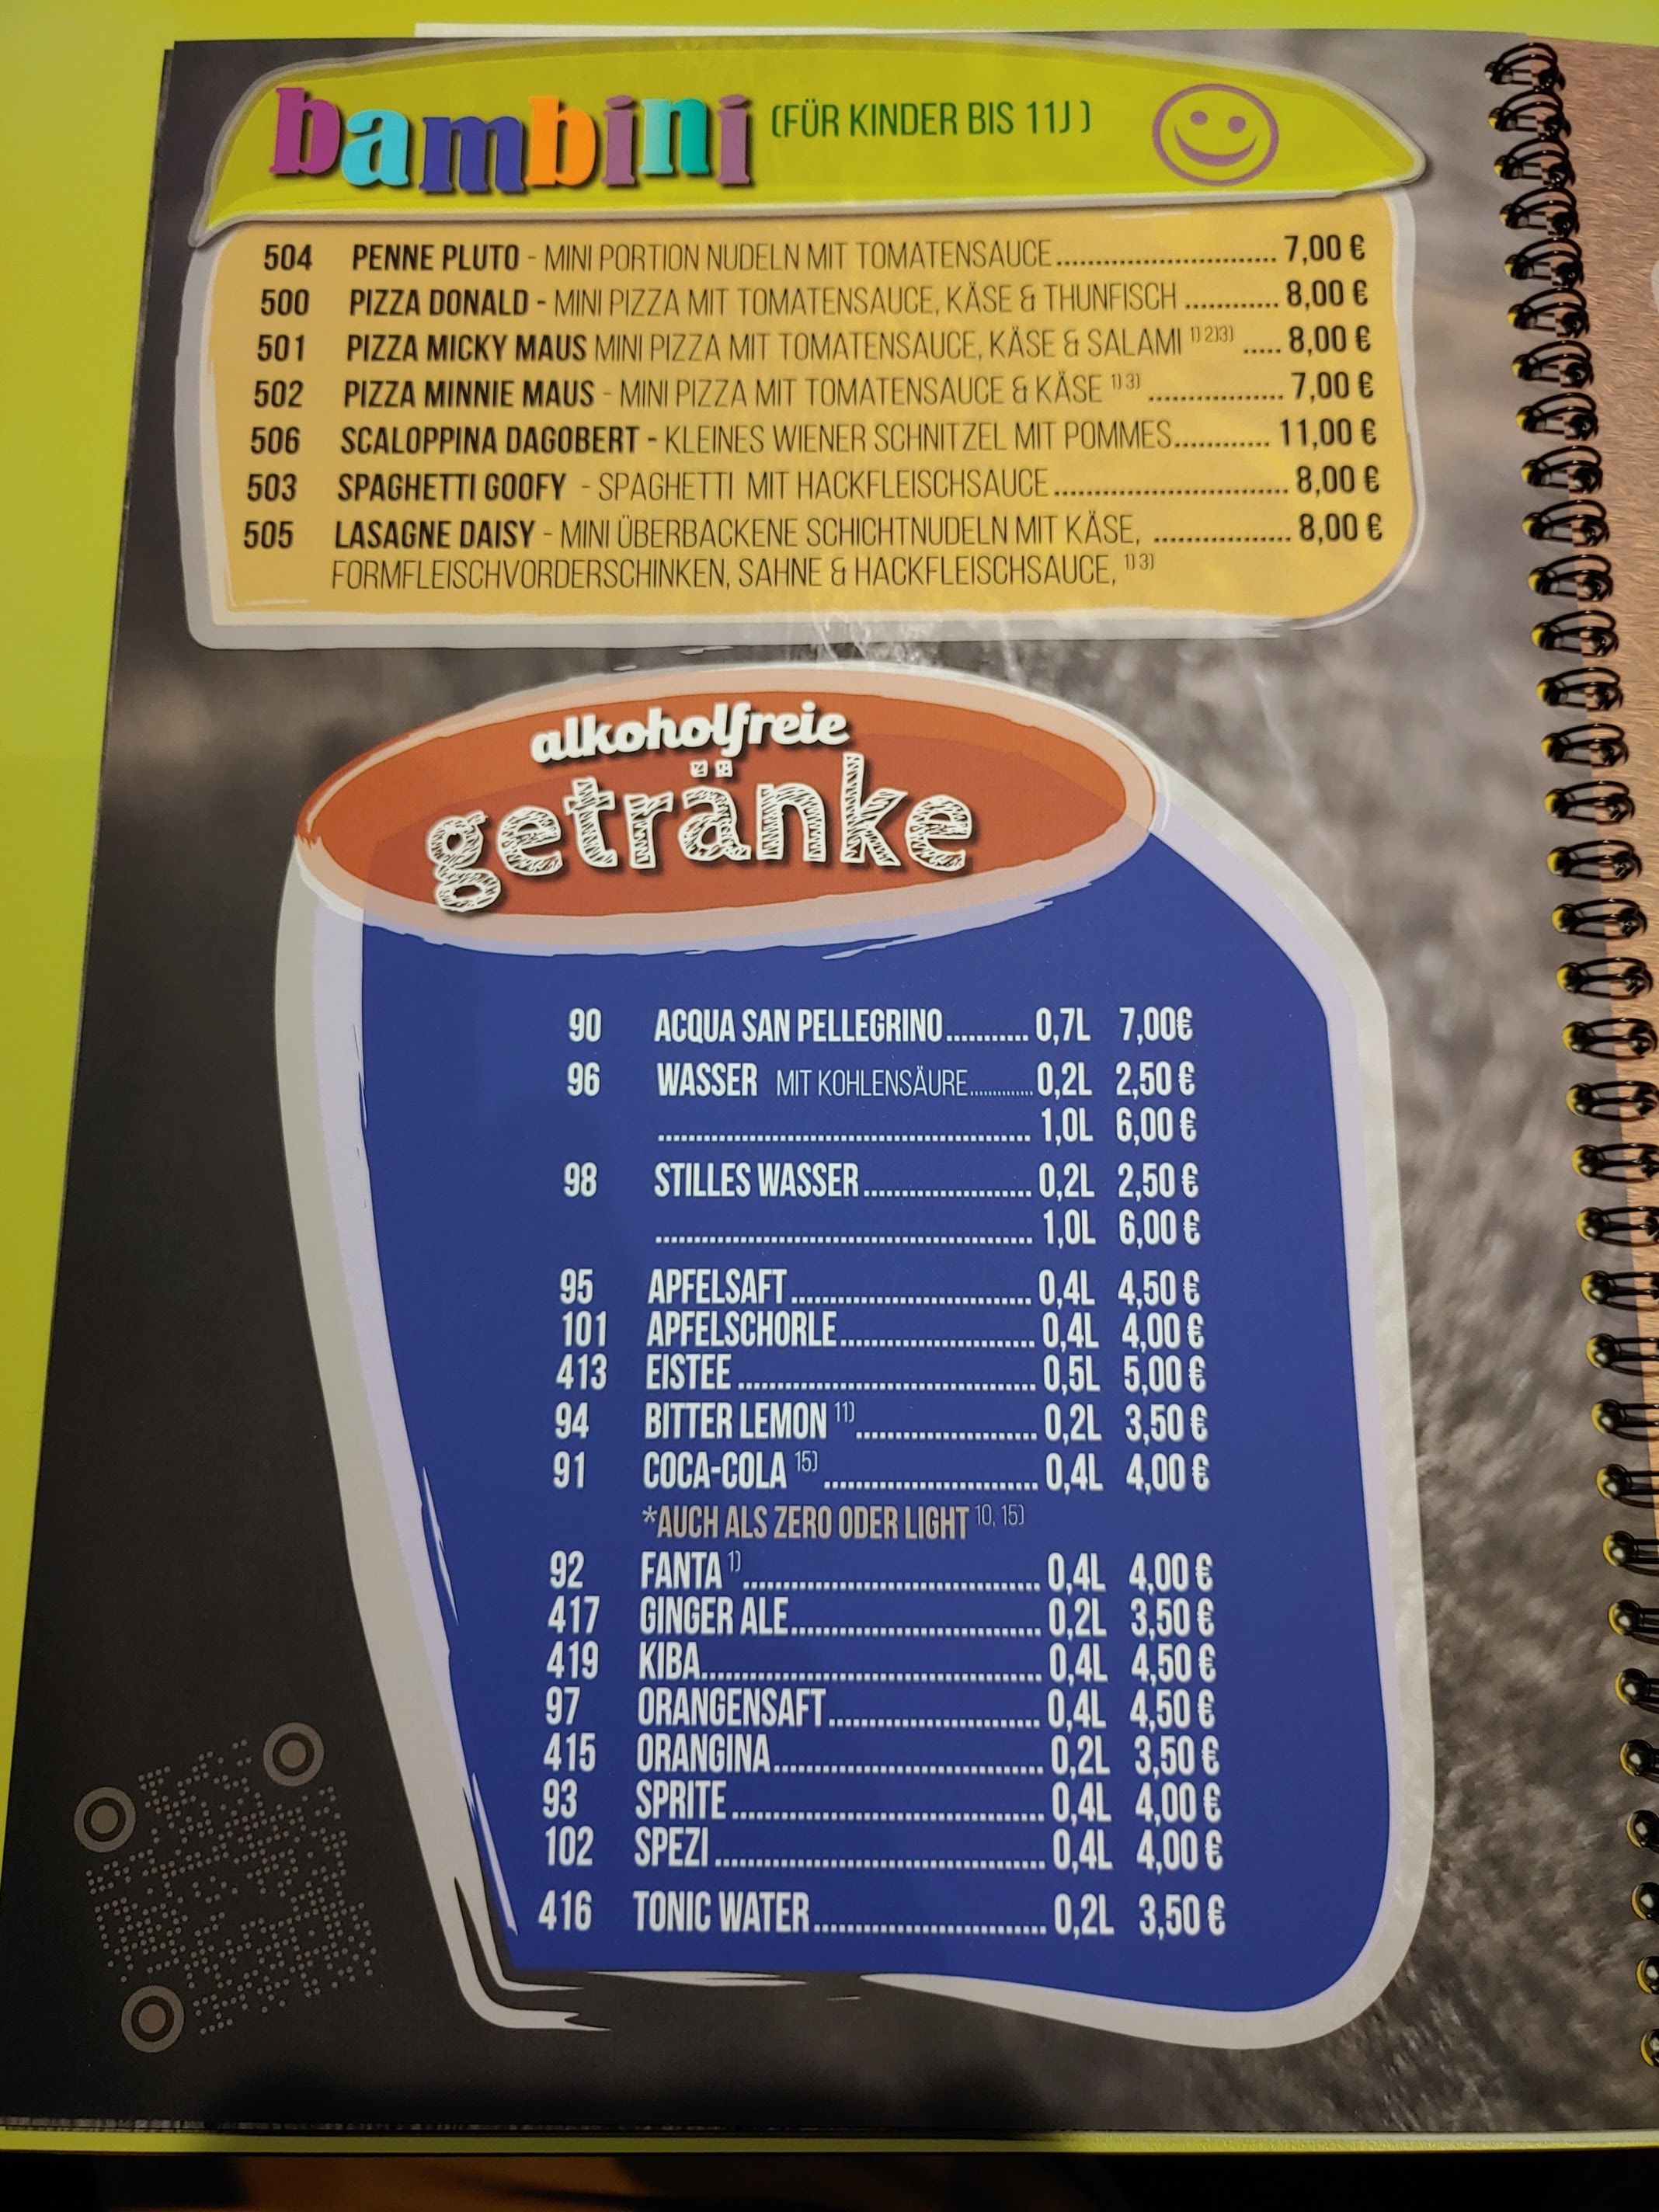 bambini (FÜR KINDER BIS 11J )
504 PENNE PLUTO - MINI PORTION NUDELN MIT TOMATENSAUCE............................ 7,00 €
500 PIZZA DONALD - MINI PIZZA MIT TOMATENSAUCE, KÄSE & THUNFISCH ............ 8,00 €
501 PIZZA MICKY MAUS MINI PIZZA MIT TOMATENSAUCE, KÄSE & SALAMI 1) 2)3) ..... 8,00 €
502 PIZZA MINNIE MAUS - MINI PIZZA MIT TOMATENSAUCE & KÄSE 1) 3) ................. 7,00 €
506 SCALOPPINA DAGOBERT - KLEINES WIENER SCHNITZEL MIT POMMES............ 11,00 €
503 SPAGHETTI GOOFY - SPAGHETTI MIT HACKFLEISCHSAUCE.............................. 8,00 €
505 LASAGNE DAISY - MINI ÜBERBACKENE SCHICHTNUDELN MIT KÄSE, .................. 8,00 €
FORMFLEISCHVORDERSCHINKEN, SAHNE & HACKFLEISCHSAUCE, 1) 3)
alkoholfreie
getränke
90 ACQUA SAN PELLEGRINO........... 0,7L 7,00€
96 WASSER MIT KOHLENSÄURE............. 0,2L 2,50 €
.................................................. 1,0L 6,00 €
98 STILLES WASSER....................... 0,2L 2,50 €
.................................................. 1,0L 6,00 €
95 APFELSAFT................................ 0,4L 4,50 €
101 APFELSCHORLE.......................... 0,4L 4,00 €
413 EISTEE ........................................ 0,5L 5,00 €
94 BITTER LEMON 11)........................ 0,2L 3,50 €
91 COCA-COLA 15) ............................. 0,4L 4,00 €
*AUCH ALS ZERO ODER LIGHT 10, 15)
92 FANTA 1)........................................ 0,4L 4,00 €
417 GINGER ALE................................. 0,2L 3,50 €
419 KIBA............................................. 0,4L 4,50 €
97 ORANGENSAFT............................ 0,4L 4,50 €
415 ORANGINA.................................... 0,2L 3,50 €
93 SPRITE.......................................... 0,4L 4,00 €
102 SPEZI ............................................ 0,4L 4,00 €
416 TONIC WATER............................... 0,2L 3,50 €